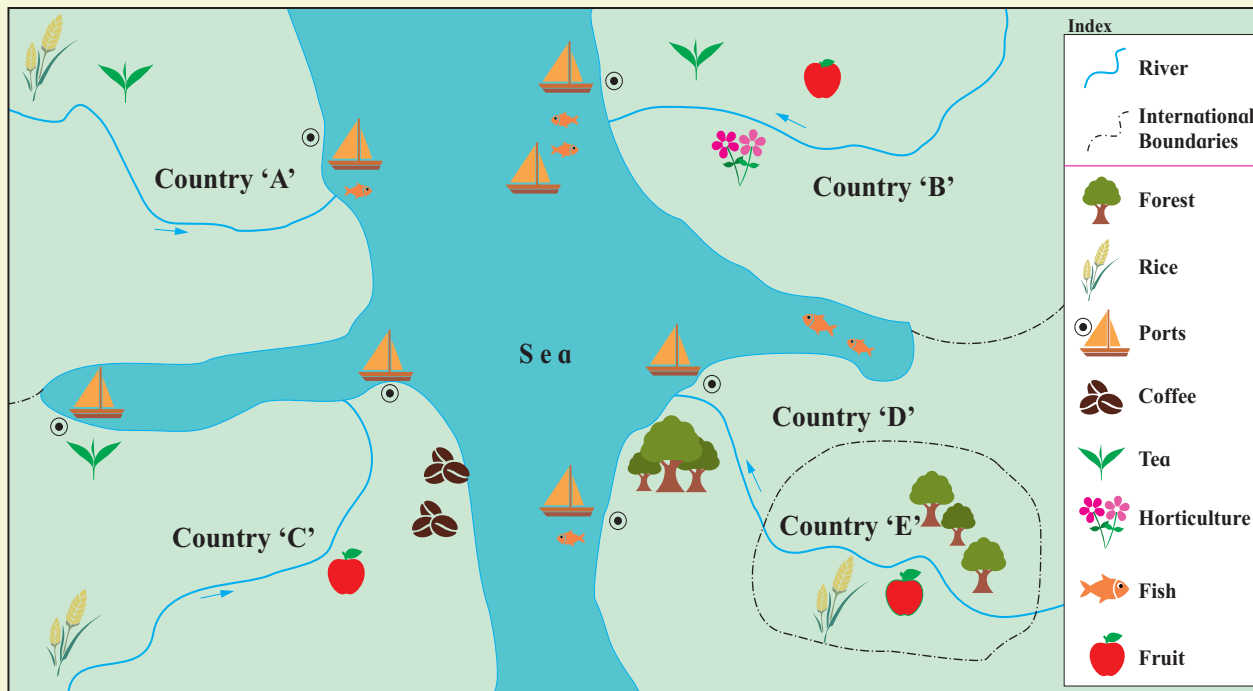 Index
River
International
Boundaries
Forest
Rice
Ports
Coffee
Tea
Horticulture
Fish
Fruit
Country ‘A’
Country ‘B’
Sea
Country ‘D’
Country ‘C’
Country ‘E’